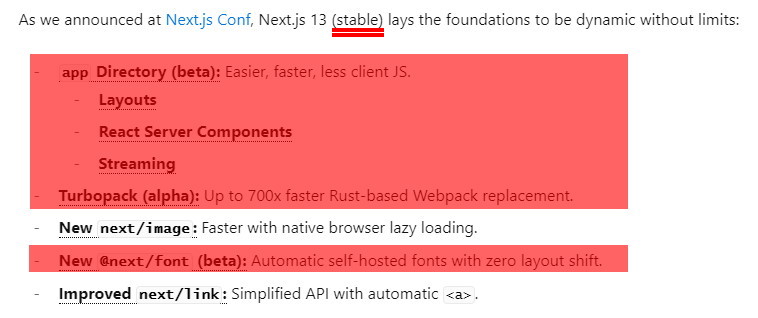 As we announced at Next.js Conf, Next.js 13 (stable) lays the foundations to be dynamic without limits:
- app Directory (beta): Easier, faster, less client JS.
- Layouts
- React Server Components
- Streaming
- Turbopack (alpha): Up to 700x faster Rust-based Webpack replacement.
- New next/image: Faster with native browser lazy loading.
- New @next/font (beta): Automatic self-hosted fonts with zero layout shift.
- Improved next/link: Simplified API with automatic <a>.